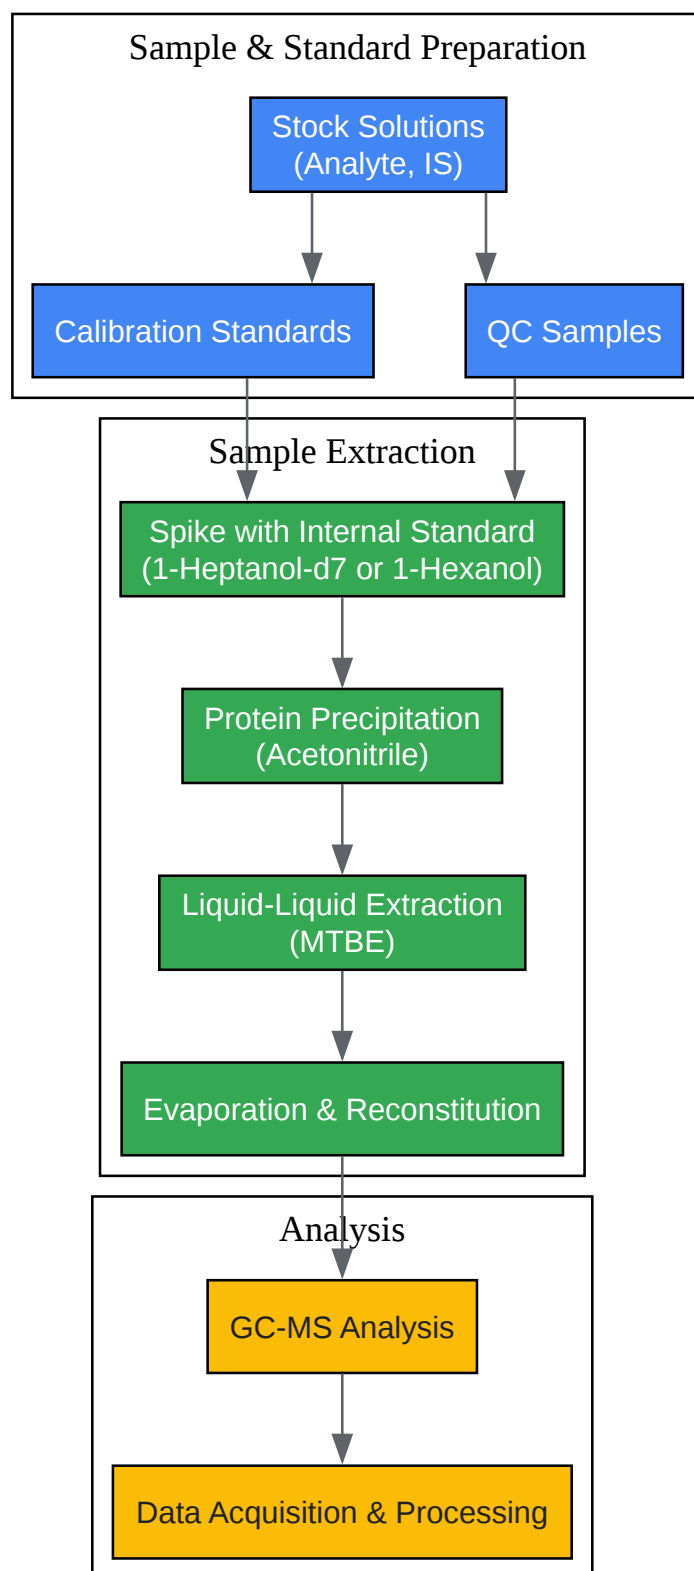 Sample & Standard Preparation
Stock Solutions
(Analyte, IS)
Calibration Standards
QC Samples
Sample Extraction
Spike with Internal Standard
(1-Heptanol-d7 or 1-Hexanol)
Protein Precipitation
(Acetonitrile)
Liquid-Liquid Extraction
(MTBE)
Evaporation & Reconstitution
Analysis
GC-MS Analysis
Data Acquisition & Processing